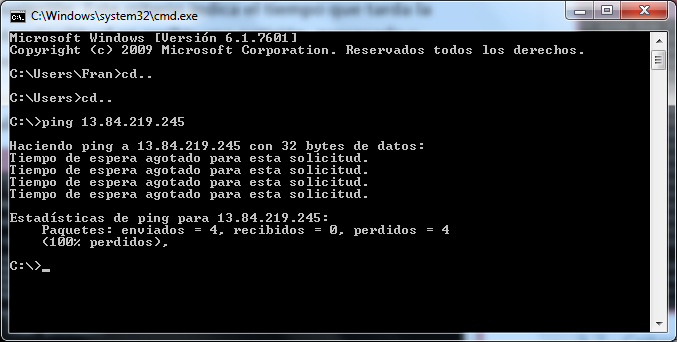 C:\Windows\system32\cmd.exe
Microsoft Windows [Versión 6.1.7601]
Copyright (c) 2009 Microsoft Corporation. Reservados todos los derechos.
C:\Users\Fran>cd..
C:\Users>cd..
C:\>ping 13.84.219.245
Haciendo ping a 13.84.219.245 con 32 bytes de datos:
Tiempo de espera agotado para esta solicitud.
Tiempo de espera agotado para esta solicitud.
Tiempo de espera agotado para esta solicitud.
Tiempo de espera agotado para esta solicitud.
Estadísticas de ping para 13.84.219.245:
Paquetes: enviados = 4, recibidos = 0, perdidos = 4
(100% perdidos),
C:\>_